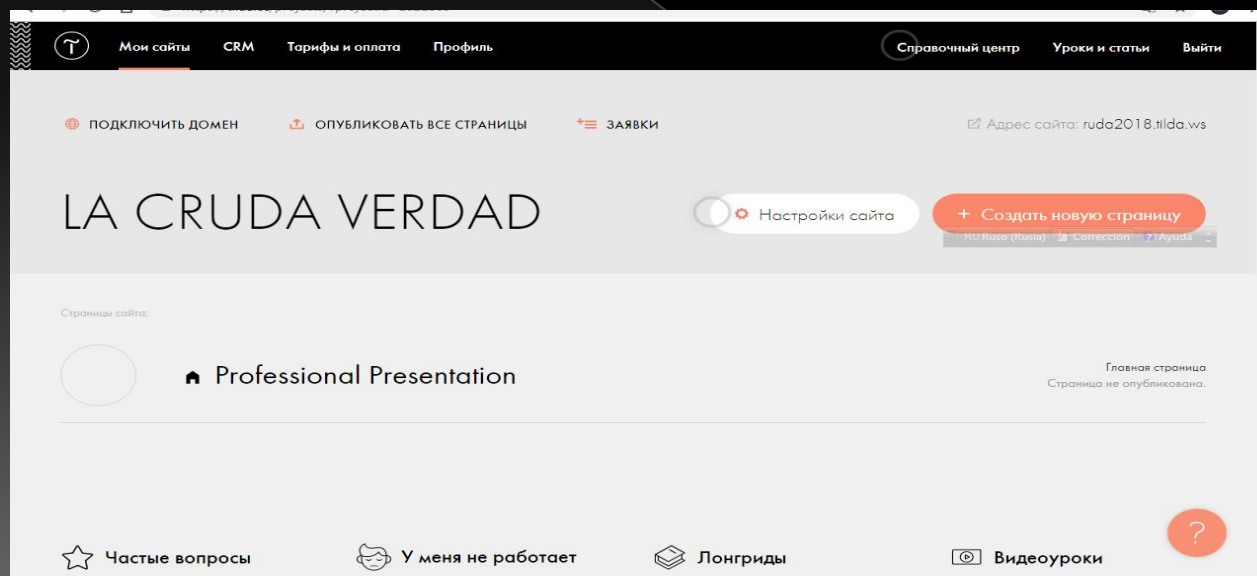 Мои сайты CRM Тарифы и оплата Профиль Справочный центр Уроки и статьи Выйти
ПОДКЛЮЧИТЬ ДОМЕН ОПУБЛИКОВАТЬ ВСЕ СТРАНИЦЫ ЗАЯВКИ Адрес сайта: ruda2018.tilda.ws
LA CRUDA VERDAD Настройки сайта + Создать новую страницу
RU Ruso (Rusia) Corrección Ayuda
Страницы сайта:
Professional Presentation Главная страница
Страница не опубликована.
?
Частые вопросы У меня не работает Лонгриды Видеоуроки